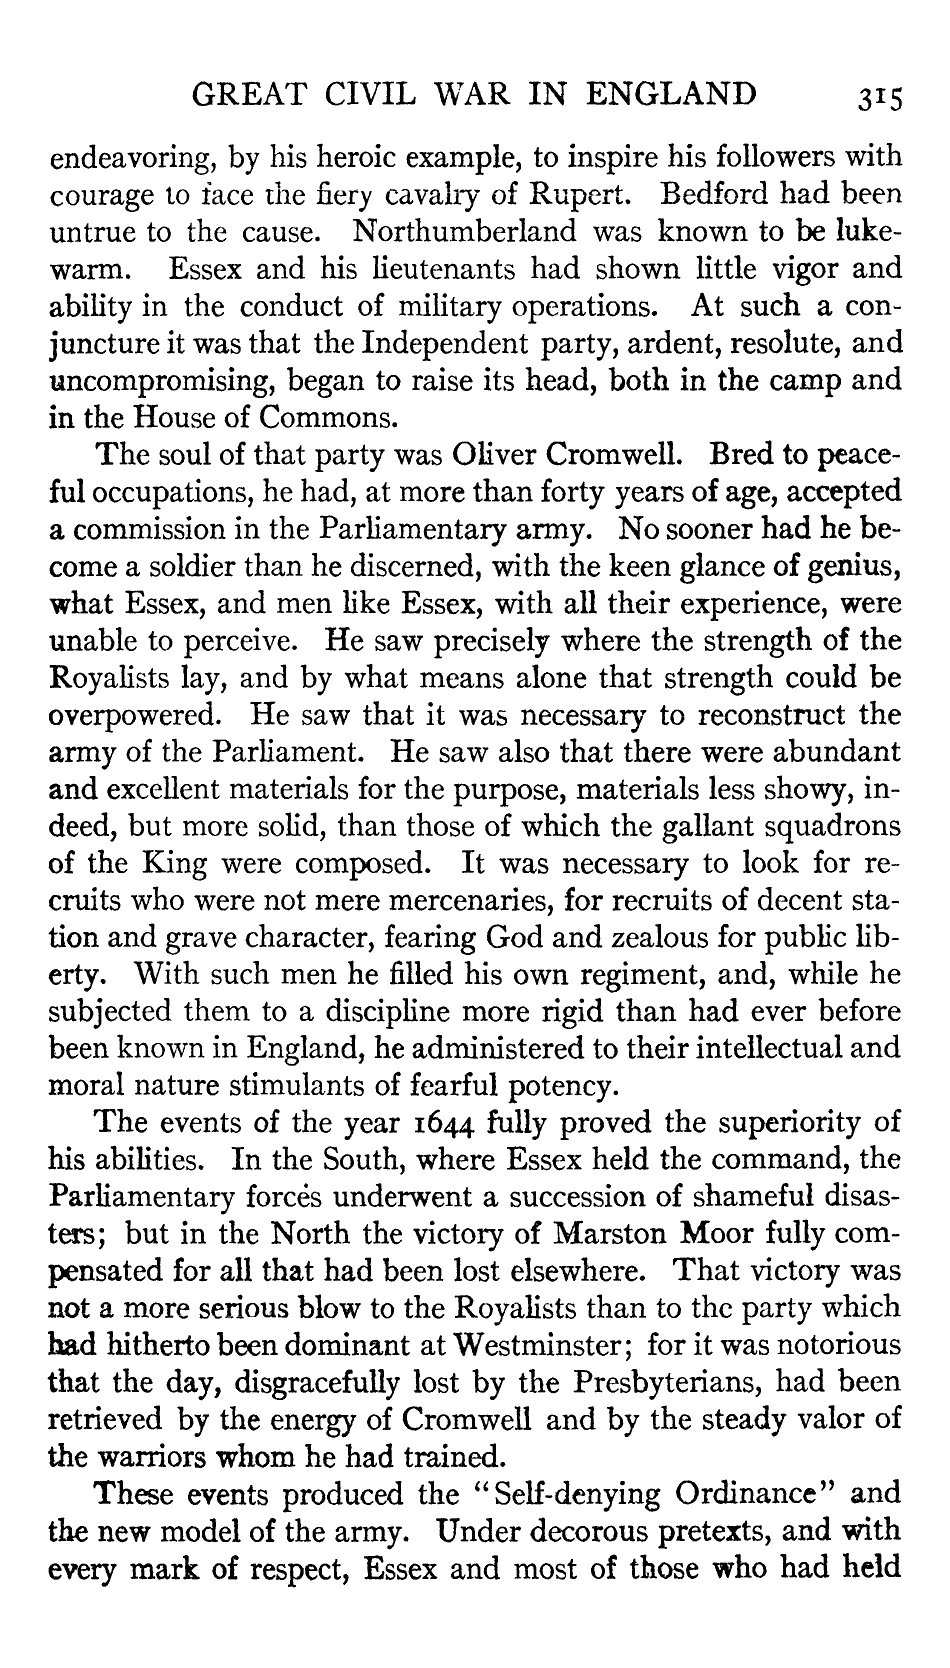 GREAT CIVIL WAR IN ENGLAND 315
endeavoring, by his heroic example, to inspire his followers with
courage to face the fiery cavalry of Rupert. Bedford had been
untrue to the cause. Northumberland was known to be luke-
warm. Essex and his lieutenants had shown little vigor and
ability in the conduct of military operations. At such a con-
juncture it was that the Independent party, ardent, resolute, and
uncompromising, began to raise its head, both in the camp and
in the House of Commons.
The soul of that party was Oliver Cromwell. Bred to peace-
ful occupations, he had, at more than forty years of age, accepted
a commission in the Parliamentary army. No sooner had he be-
come a soldier than he discerned, with the keen glance of genius,
what Essex, and men like Essex, with all their experience, were
unable to perceive. He saw precisely where the strength of the
Royalists lay, and by what means alone that strength could be
overpowered. He saw that it was necessary to reconstruct the
army of the Parliament. He saw also that there were abundant
and excellent materials for the purpose, materials less showy, in-
deed, but more solid, than those of which the gallant squadrons
of the King were composed. It was necessary to look for re-
cruits who were not mere mercenaries, for recruits of decent sta-
tion and grave character, fearing God and zealous for public lib-
erty. With such men he filled his own regiment, and, while he
subjected them to a discipline more rigid than had ever before
been known in England, he administered to their intellectual and
moral nature stimulants of fearful potency.
The events of the year 1644 fully proved the superiority of
his abilities. In the South, where Essex held the command, the
Parliamentary forces underwent a succession of shameful disas-
ters; but in the North the victory of Marston Moor fully com-
pensated for all that had been lost elsewhere. That victory was
not a more serious blow to the Royalists than to the party which
had hitherto been dominant at Westminster; for it was notorious
that the day, disgracefully lost by the Presbyterians, had been
retrieved by the energy of Cromwell and by the steady valor of
the warriors whom he had trained.
These events produced the "Self-denying Ordinance" and
the new model of the army. Under decorous pretexts, and with
every mark of respect, Essex and most of those who had held